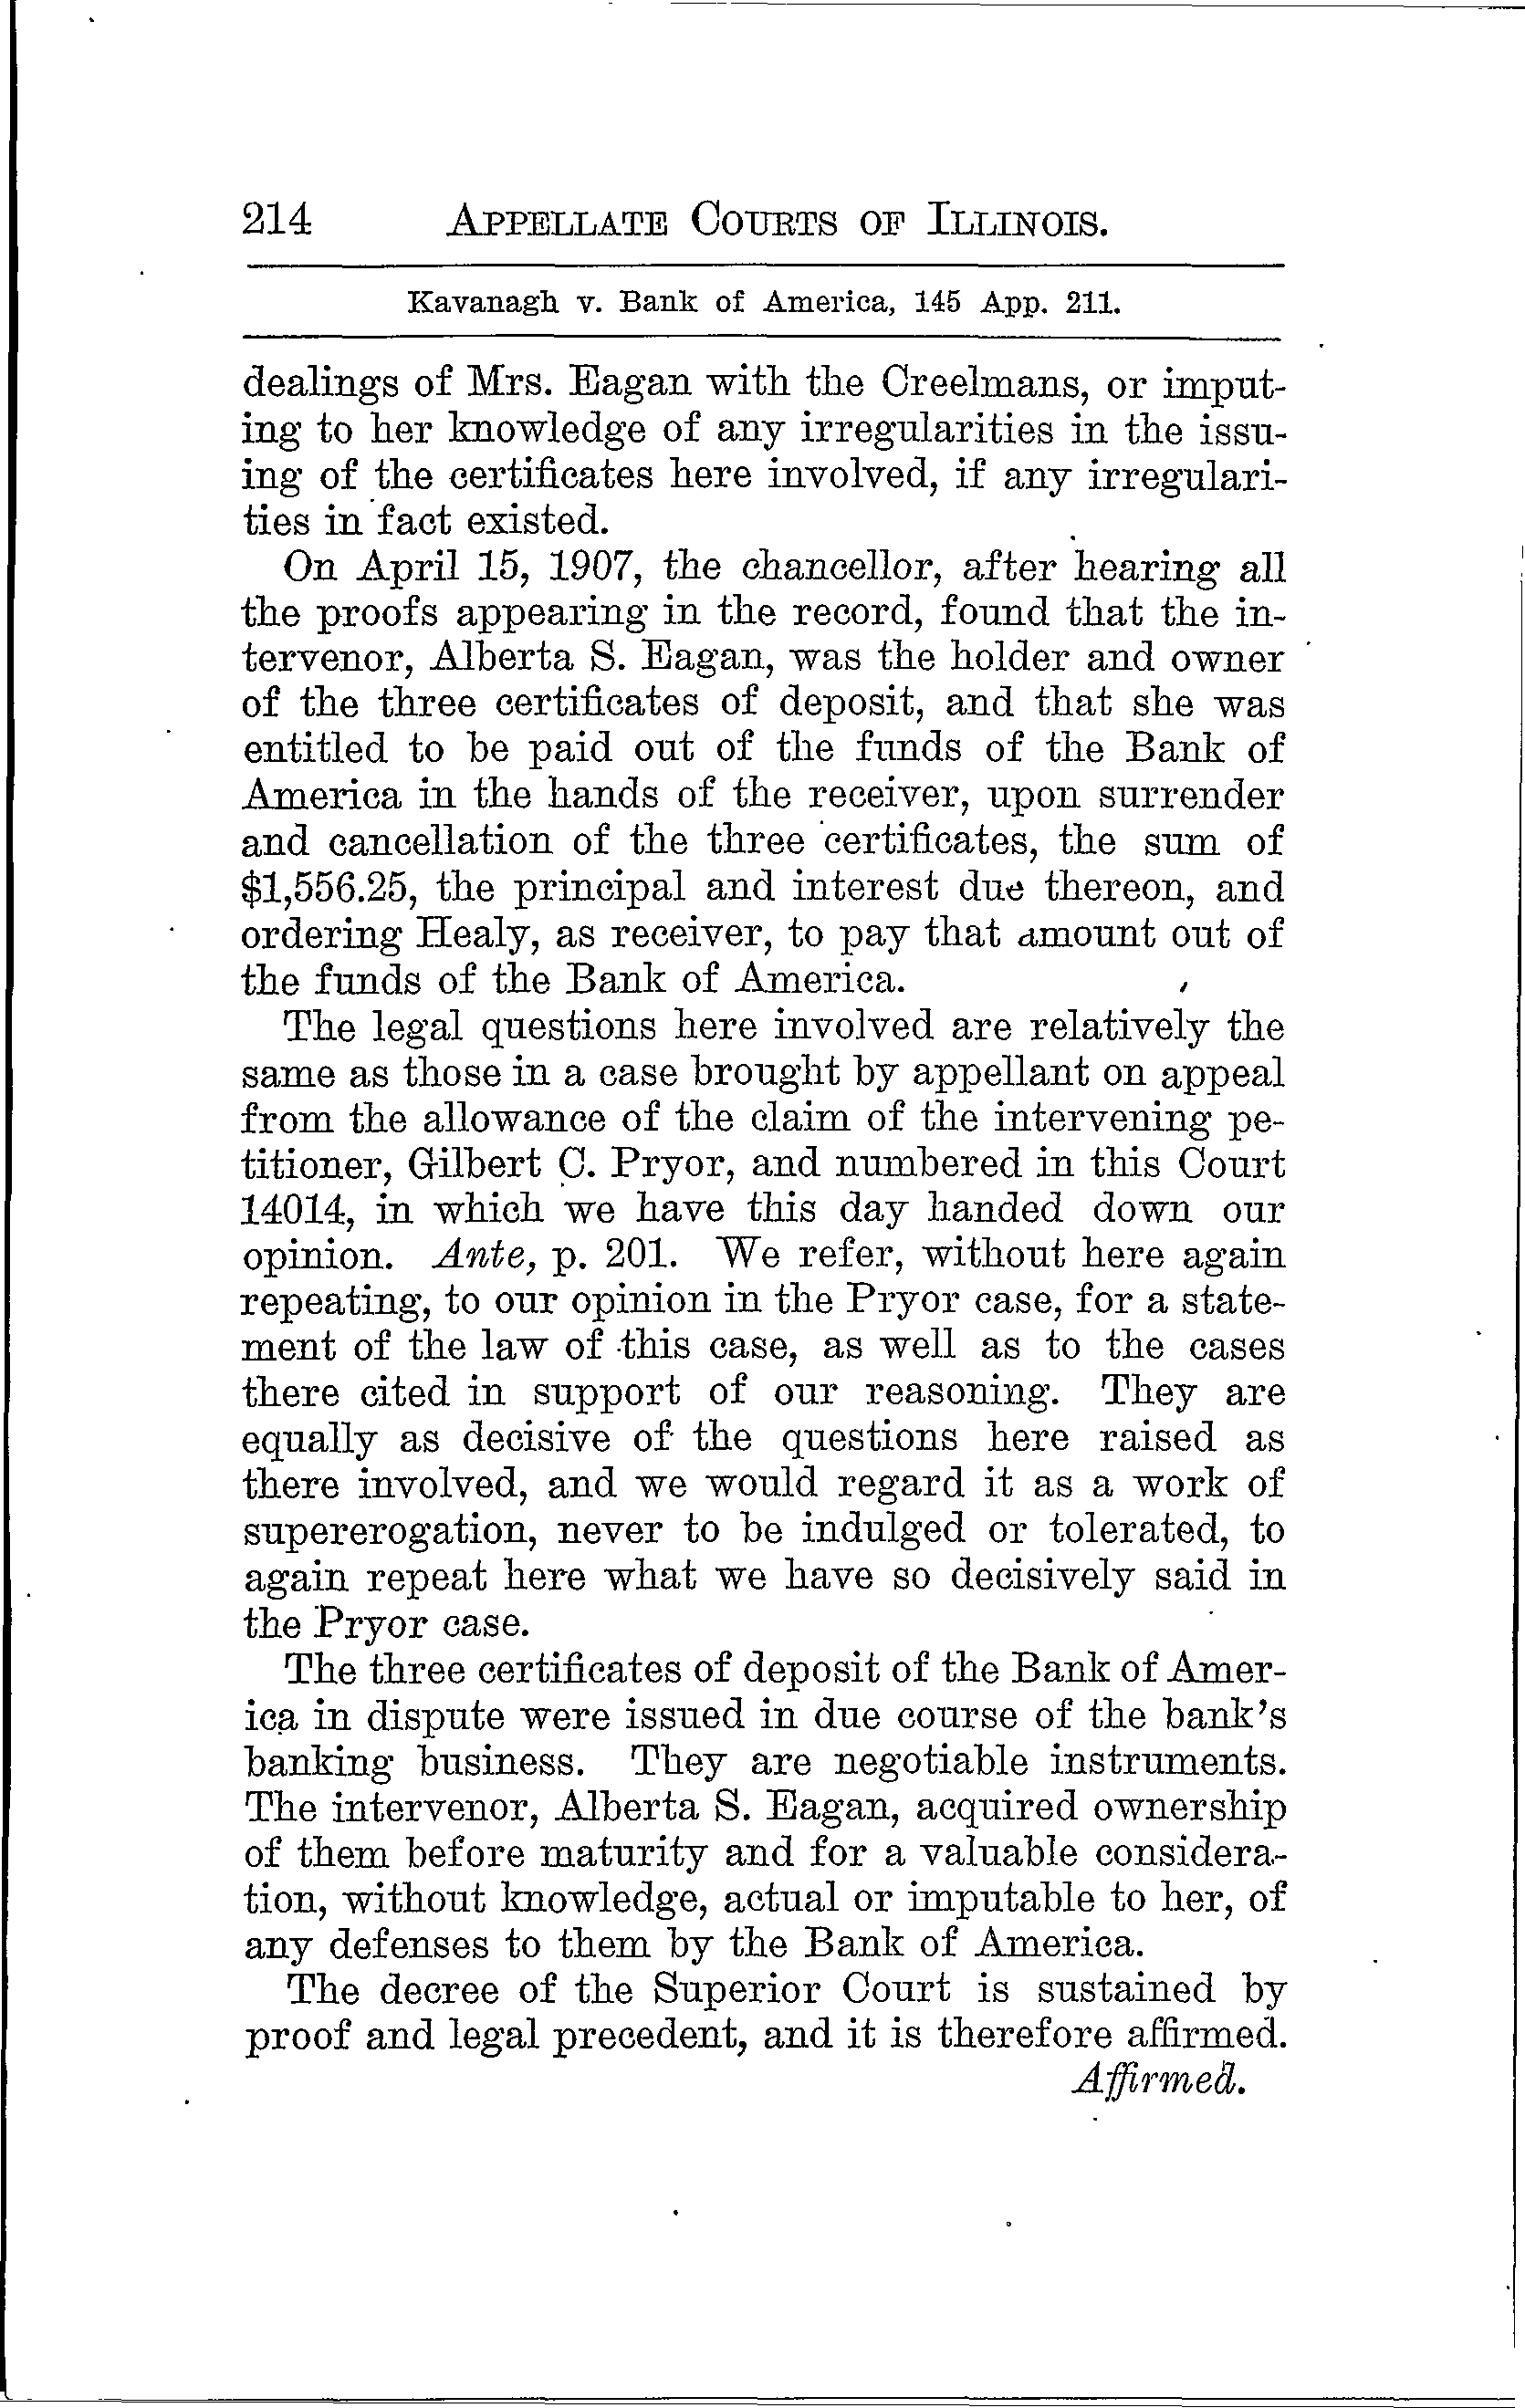 214 APPELLATE COURTS OF ILLINOIS.
Kavanagh v. Bank of America, 145 App. 211.
dealings of Mrs. Eagan with the Creelmans, or imput-
ing to her knowledge of any irregularities in the issu-
ing of the certificates here involved, if any irregulari-
ties in fact existed.
On April 15, 1907, the chancellor, after hearing all
the proofs appearing in the record, found that the in-
tervenor, Alberta S. Eagan, was the holder and owner
of the three certificates of deposit, and that she was
entitled to be paid out of the funds of the Bank of
America in the hands of the receiver, upon surrender
and cancellation of the three certificates, the sum of
$1,556.25, the principal and interest due thereon, and
ordering Healy, as receiver, to pay that amount out of
the funds of the Bank of America.
The legal questions here involved are relatively the
same as those in a case brought by appellant on appeal
from the allowance of the claim of the intervening pe-
titioner, Gilbert C. Pryor, and numbered in this Court
14014, in which we have this day handed down our
opinion. Ante, p. 201. We refer, without here again
repeating, to our opinion in the Pryor case, for a state-
ment of the law of this case, as well as to the cases
there cited in support of our reasoning. They are
equally as decisive of the questions here raised as
there involved, and we would regard it as a work of
supererogation, never to be indulged or tolerated, to
again repeat here what we have so decisively said in
the Pryor case.
The three certificates of deposit of the Bank of Amer-
ica in dispute were issued in due course of the bank's
banking business. They are negotiable instruments.
The intervenor, Alberta S. Eagan, acquired ownership
of them before maturity and for a valuable considera-
tion, without knowledge, actual or imputable to her, of
any defenses to them by the Bank of America.
The decree of the Superior Court is sustained by
proof and legal precedent, and it is therefore affirmed.
Affirmed.